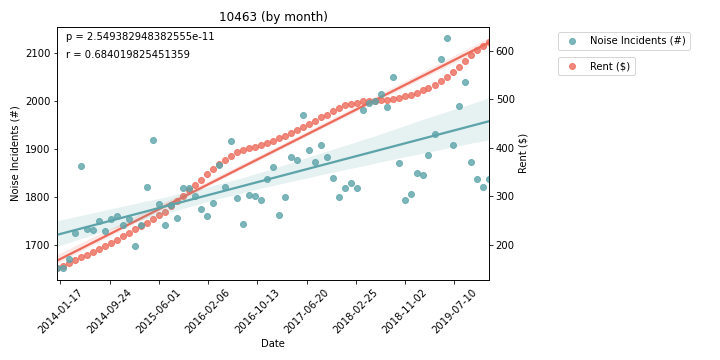 10463 (by month)
p = 2.549382948382555e-11
r = 0.684019825451359
Noise Incidents (#)
Rent ($)
2100
2000
1900
1800
1700
Noise Incidents (#)
600
500
400
300
200
Rent ($)
2014-01-17
2014-09-24
2015-06-01
2016-02-06
2016-10-13
2017-06-20
2018-02-25
2018-11-02
2019-07-10
Date